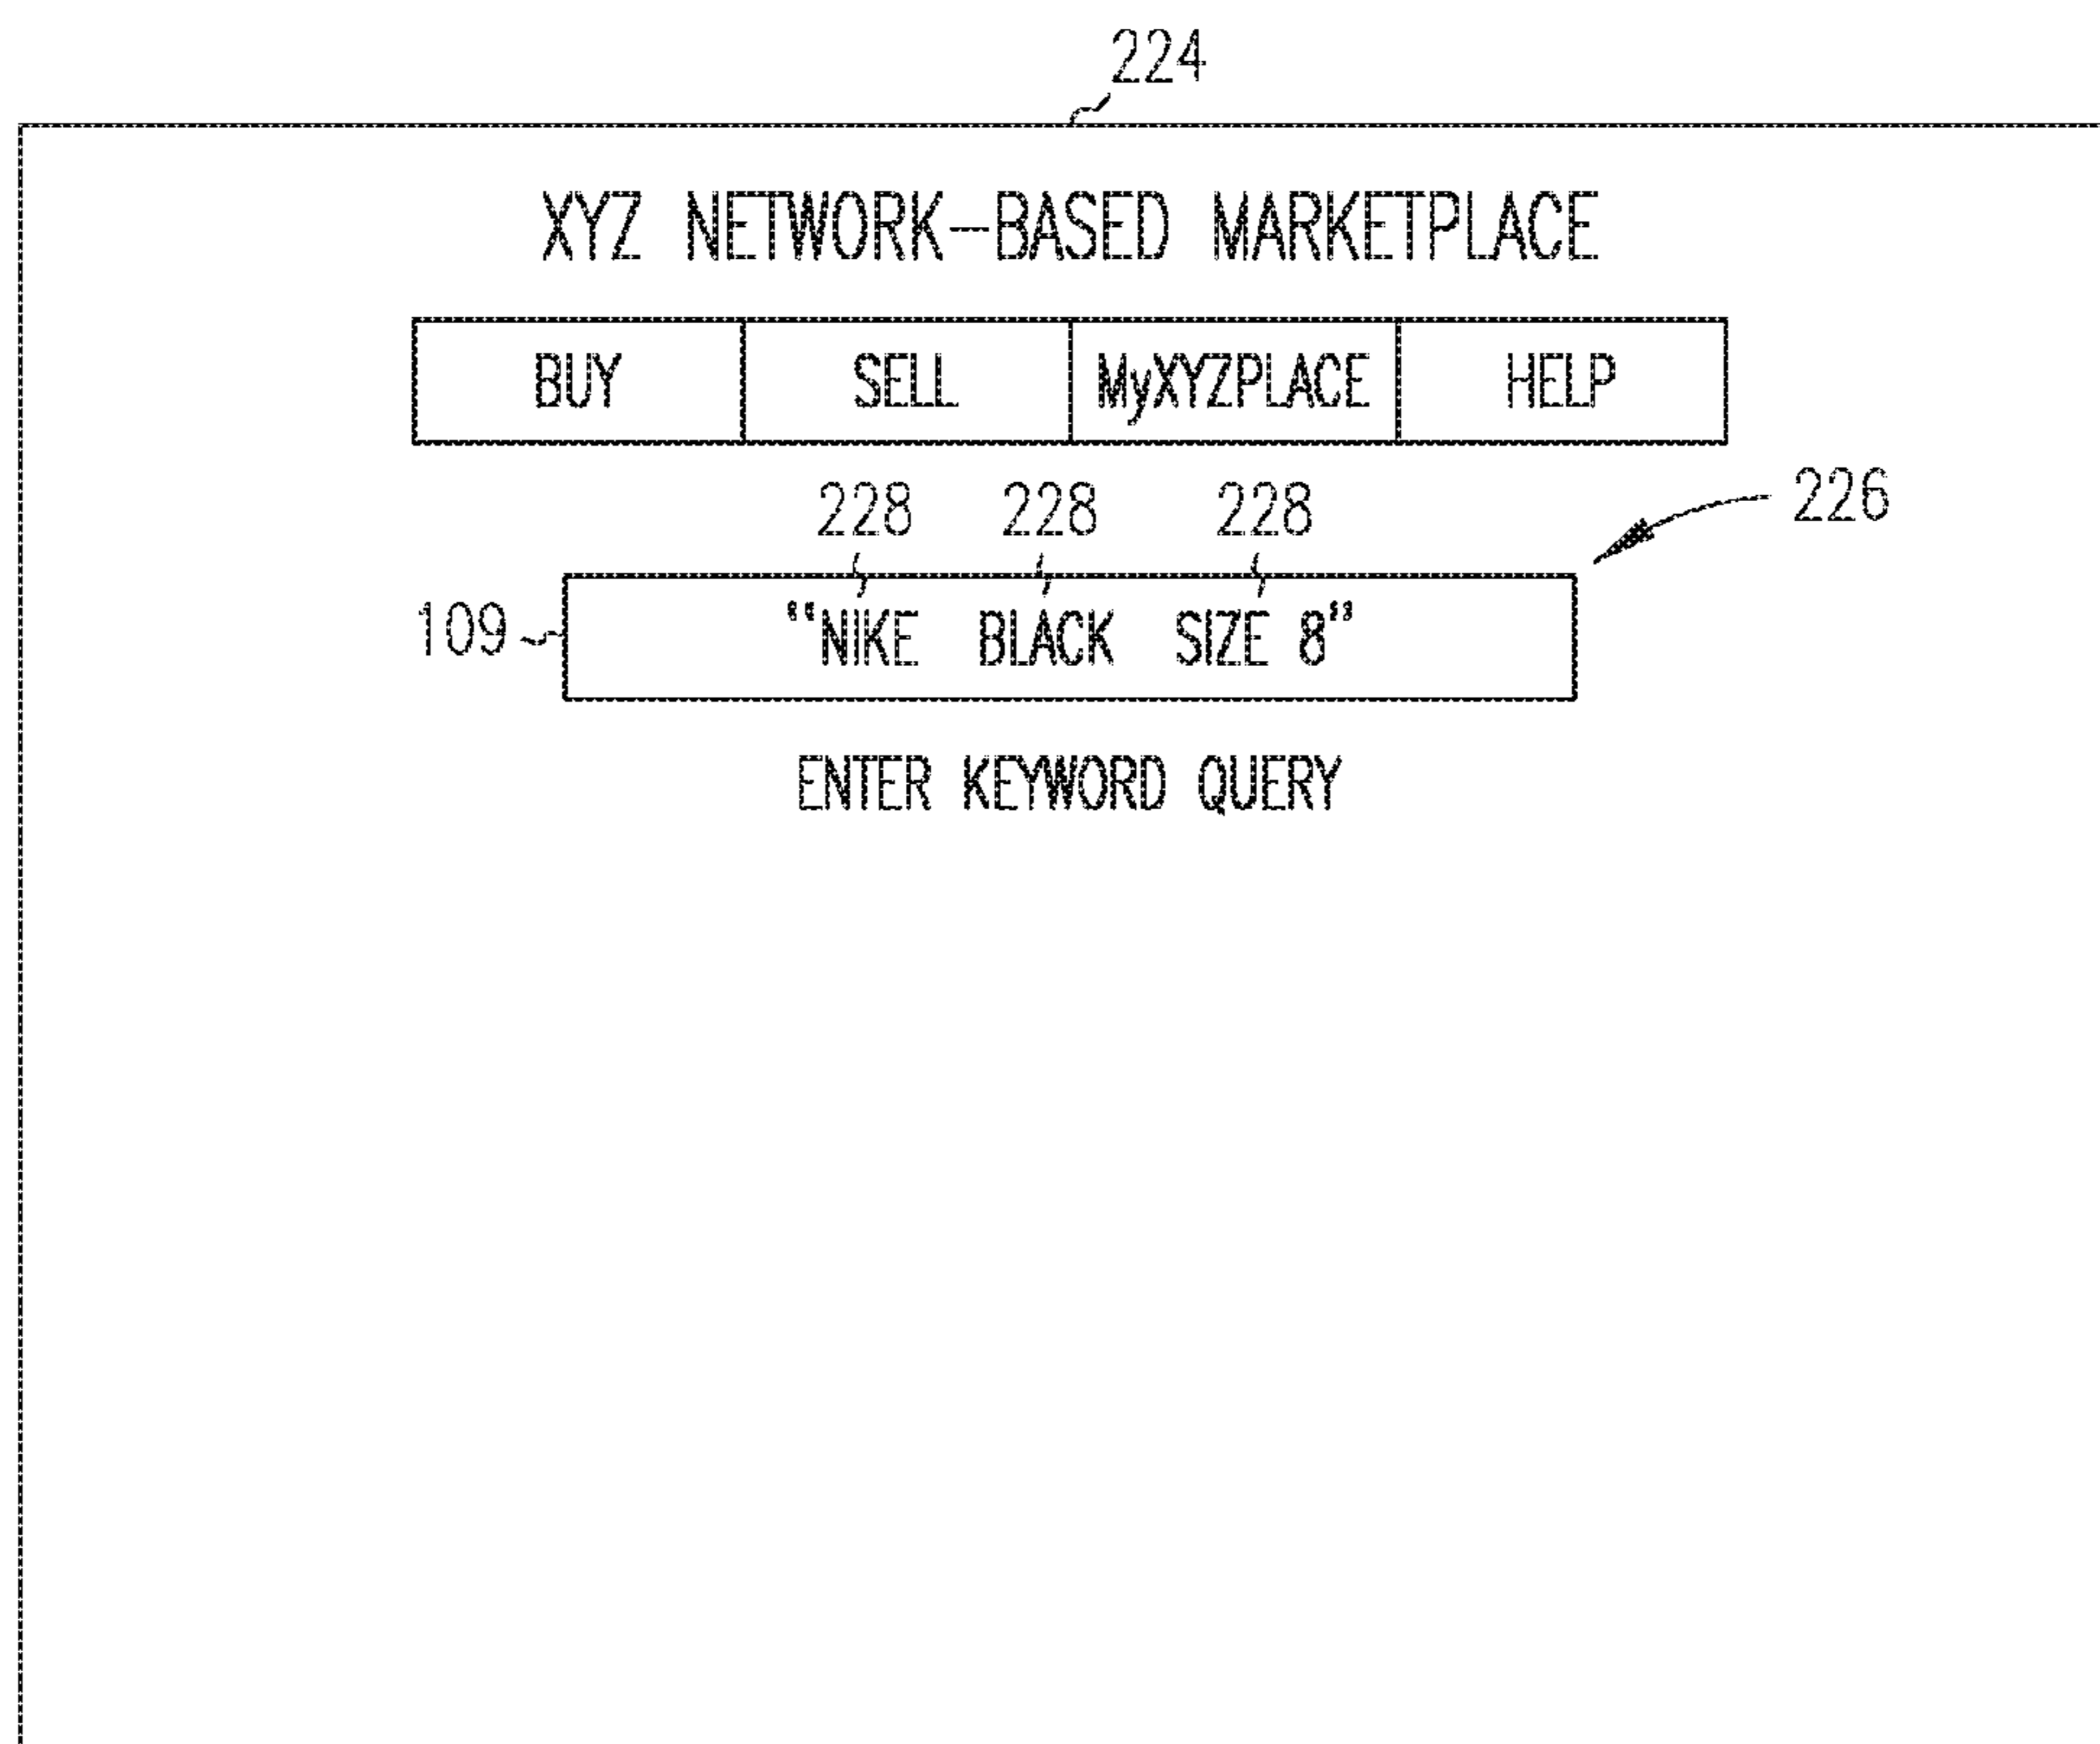 224
XYZ NETWORK-BASED MARKETPLACE
BUY SELL MyXYZPLACE HELP
228 228 228 226
109 "NIKE BLACK SIZE 8"
ENTER KEYWORD QUERY